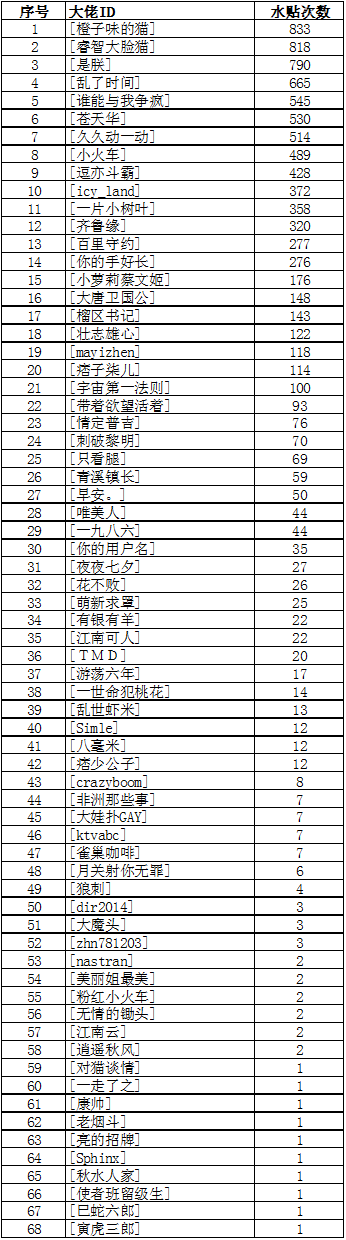 序号 大佬ID 水贴次数
1 [橙子味的猫] 833
2 [睿智大脸猫] 818
3 [是朕] 790
4 [乱了时间] 665
5 [谁能与我争疯] 545
6 [苍天华] 530
7 [久久动一动] 514
8 [小火车] 489
9 [逗亦斗霸] 428
10 [icy_land] 372
11 [一片小树叶] 358
12 [齐鲁缘] 320
13 [百里守约] 277
14 [你的手好长] 276
15 [小萝莉蔡文姬] 176
16 [大唐卫国公] 148
17 [榴区书记] 143
18 [壮志雄心] 122
19 [mayizhen] 118
20 [痞子柒儿] 114
21 [宇宙第一法则] 100
22 [带着欲望活着] 93
23 [情定普吉] 76
24 [刺破黎明] 70
25 [只看腿] 69
26 [青溪镇长] 59
27 [早安。] 50
28 [唯美人] 44
29 [一九八六] 44
30 [你的用户名] 35
31 [夜夜七夕] 27
32 [花不败] 26
33 [萌新求罩] 25
34 [有银有羊] 22
35 [江南可人] 22
36 [ＴＭＤ] 20
37 [游荡六年] 17
38 [一世命犯桃花] 14
39 [乱世虾米] 13
40 [Simle] 12
41 [八毫米] 12
42 [痞少公子] 12
43 [crazyboom] 8
44 [非洲那些事] 7
45 [大娃扑GAY] 7
46 [ktvabc] 7
47 [雀巢咖啡] 7
48 [月关射你无罪] 6
49 [狼刺] 4
50 [dir2014] 3
51 [大魔头] 3
52 [zhn781203] 3
53 [nastran] 2
54 [美丽姐最美] 2
55 [粉红小火车] 2
56 [无情的锄头] 2
57 [江南云] 2
58 [逍遥秋风] 2
59 [对猫谈情] 1
60 [一走了之] 1
61 [康帅] 1
62 [老烟斗] 1
63 [亮的招牌] 1
64 [Sphinx] 1
65 [秋水人家] 1
66 [使者班留级生] 1
67 [巳蛇六郎] 1
68 [寅虎三郎] 1